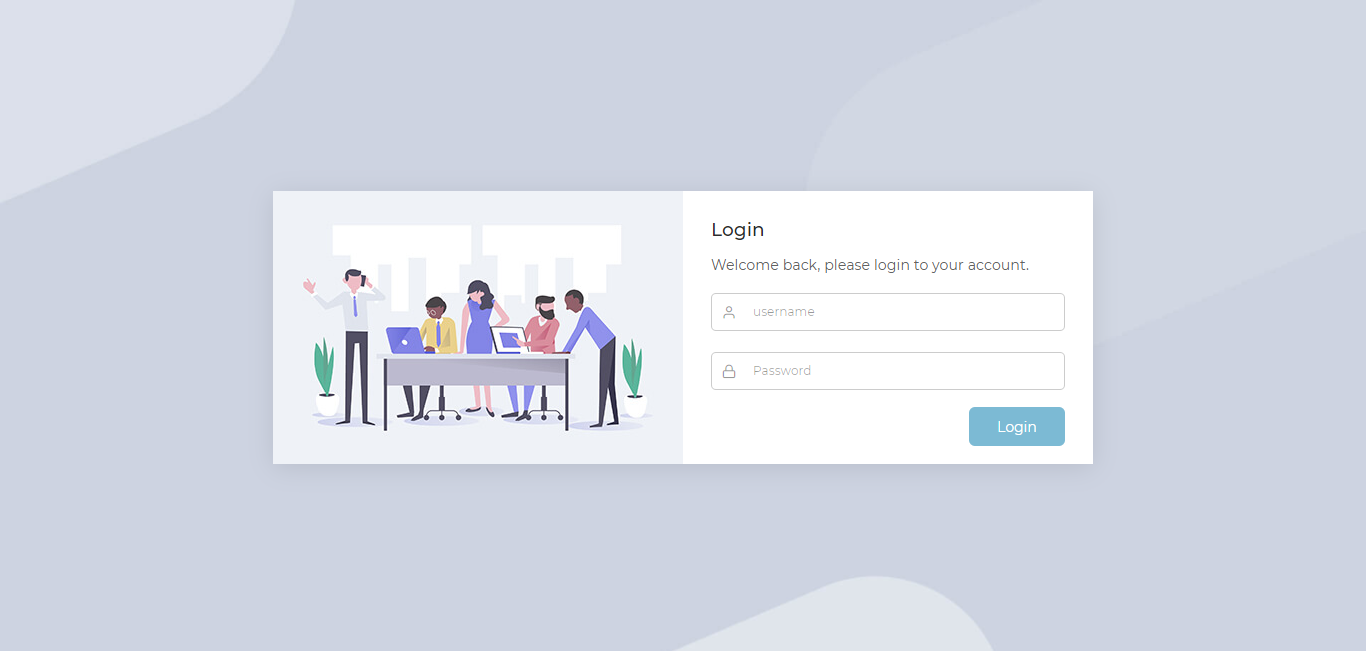 Login
Welcome back, please login to your account.
username
Password
Login